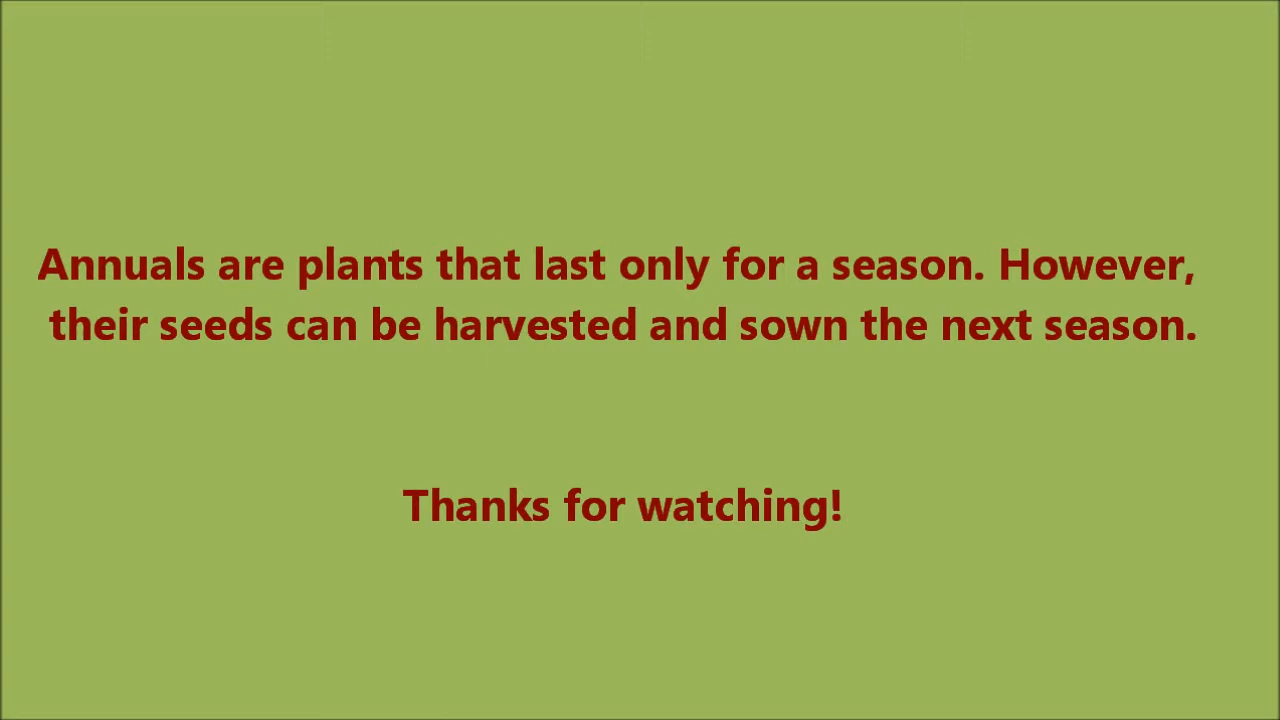 Annuals are plants that last only for a season. However,
their seeds can be harvested and sown the next season.
Thanks for watching!